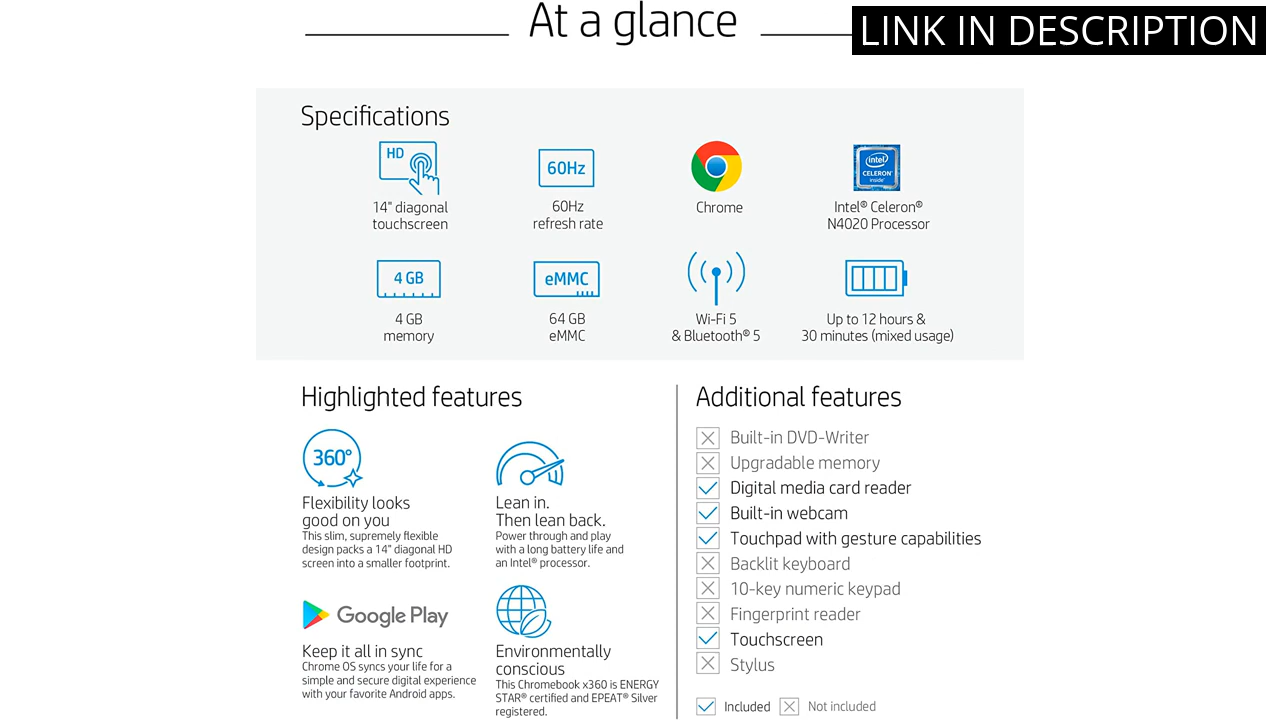 At a glance
LINK IN DESCRIPTION
Specifications
HD
60Hz
intel
CELERON®
inside™
14" diagonal
touchscreen
60Hz
refresh rate
Chrome
Intel® Celeron®
N4020 Processor
4 GB
eMMC
4 GB
memory
64 GB
eMMC
Wi-Fi 5
& Bluetooth® 5
Up to 12 hours &
30 minutes (mixed usage)
Highlighted features
360°
Flexibility looks
good on you
This slim, supremely flexible
design packs a 14" diagonal HD
screen into a smaller footprint.
Lean in.
Then lean back.
Power through and play
with a long battery life and
an Intel® processor.
Google Play
Keep it all in sync
Chrome OS syncs your life for a
simple and secure digital experience
with your favorite Android apps.
Environmentally
conscious
This Chromebook x360 is ENERGY
STAR® certified and EPEAT® Silver
registered.
Additional features
Built-in DVD-Writer
Upgradable memory
Digital media card reader
Built-in webcam
Touchpad with gesture capabilities
Backlit keyboard
10-key numeric keypad
Fingerprint reader
Touchscreen
Stylus
Included
Not included